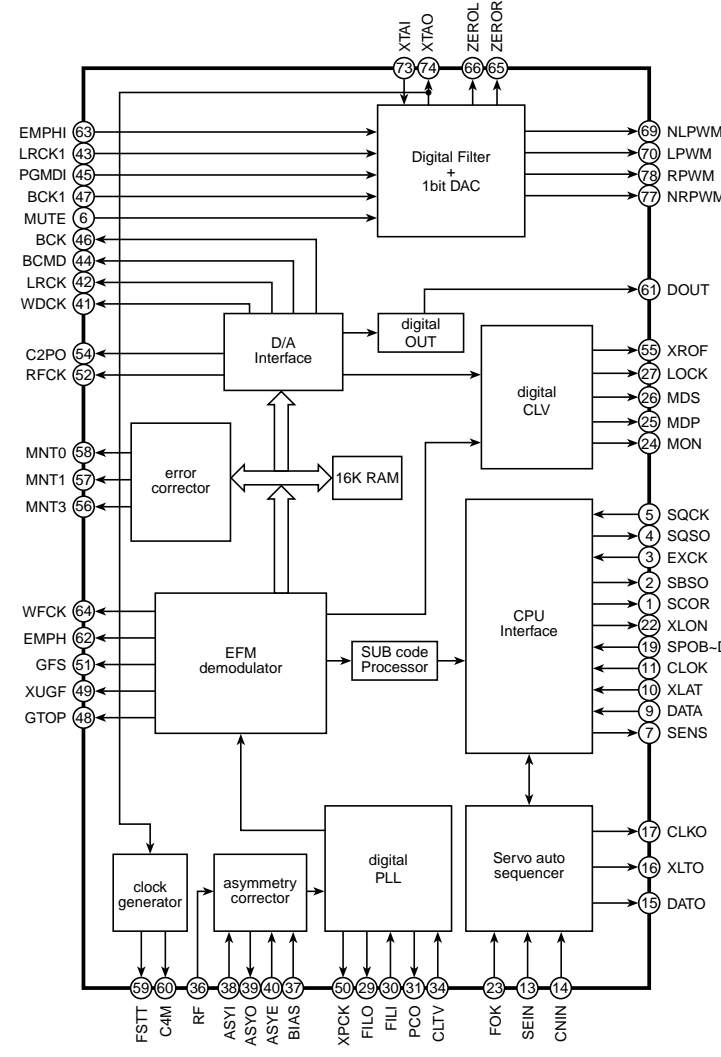 XTAI
XTAO
ZEROL
ZEROR
73
74
66
65
EMPHI 63
LRCK1 43
PGMDI 45
BCK1 47
MUTE 6
BCK 46
BCMD 44
LRCK 42
WDCK 41
C2PO 54
RFCK 52
MNT0 58
MNT1 57
MNT3 56
WFCK 64
EMPH 62
GFS 51
XUGF 49
GTOP 48
Digital Filter
+
1bit DAC
69 NLPWM
70 LPWM
78 RPWM
77 NRPWM
D/A
Interface
digital
OUT
61 DOUT
digital
CLV
55 XROF
27 LOCK
26 MDS
25 MDP
24 MON
error
corrector
16K RAM
CPU
Interface
5 SQCK
4 SQSO
3 EXCK
2 SBSO
1 SCOR
22 XLON
19 SPOB~D
11 CLOK
10 XLAT
9 DATA
7 SENS
EFM
demodulator
SUB code
Processor
clock
generator
asymmetry
corrector
digital
PLL
Servo auto
sequencer
17 CLKO
16 XLTO
15 DATO
59
60
36
38
39
40
37
50
29
30
31
34
23
13
14
FSTT
C4M
RF
ASYI
ASYO
ASYE
BIAS
XPCK
FILO
FILI
PCO
CLTV
FOK
SEIN
CNIN